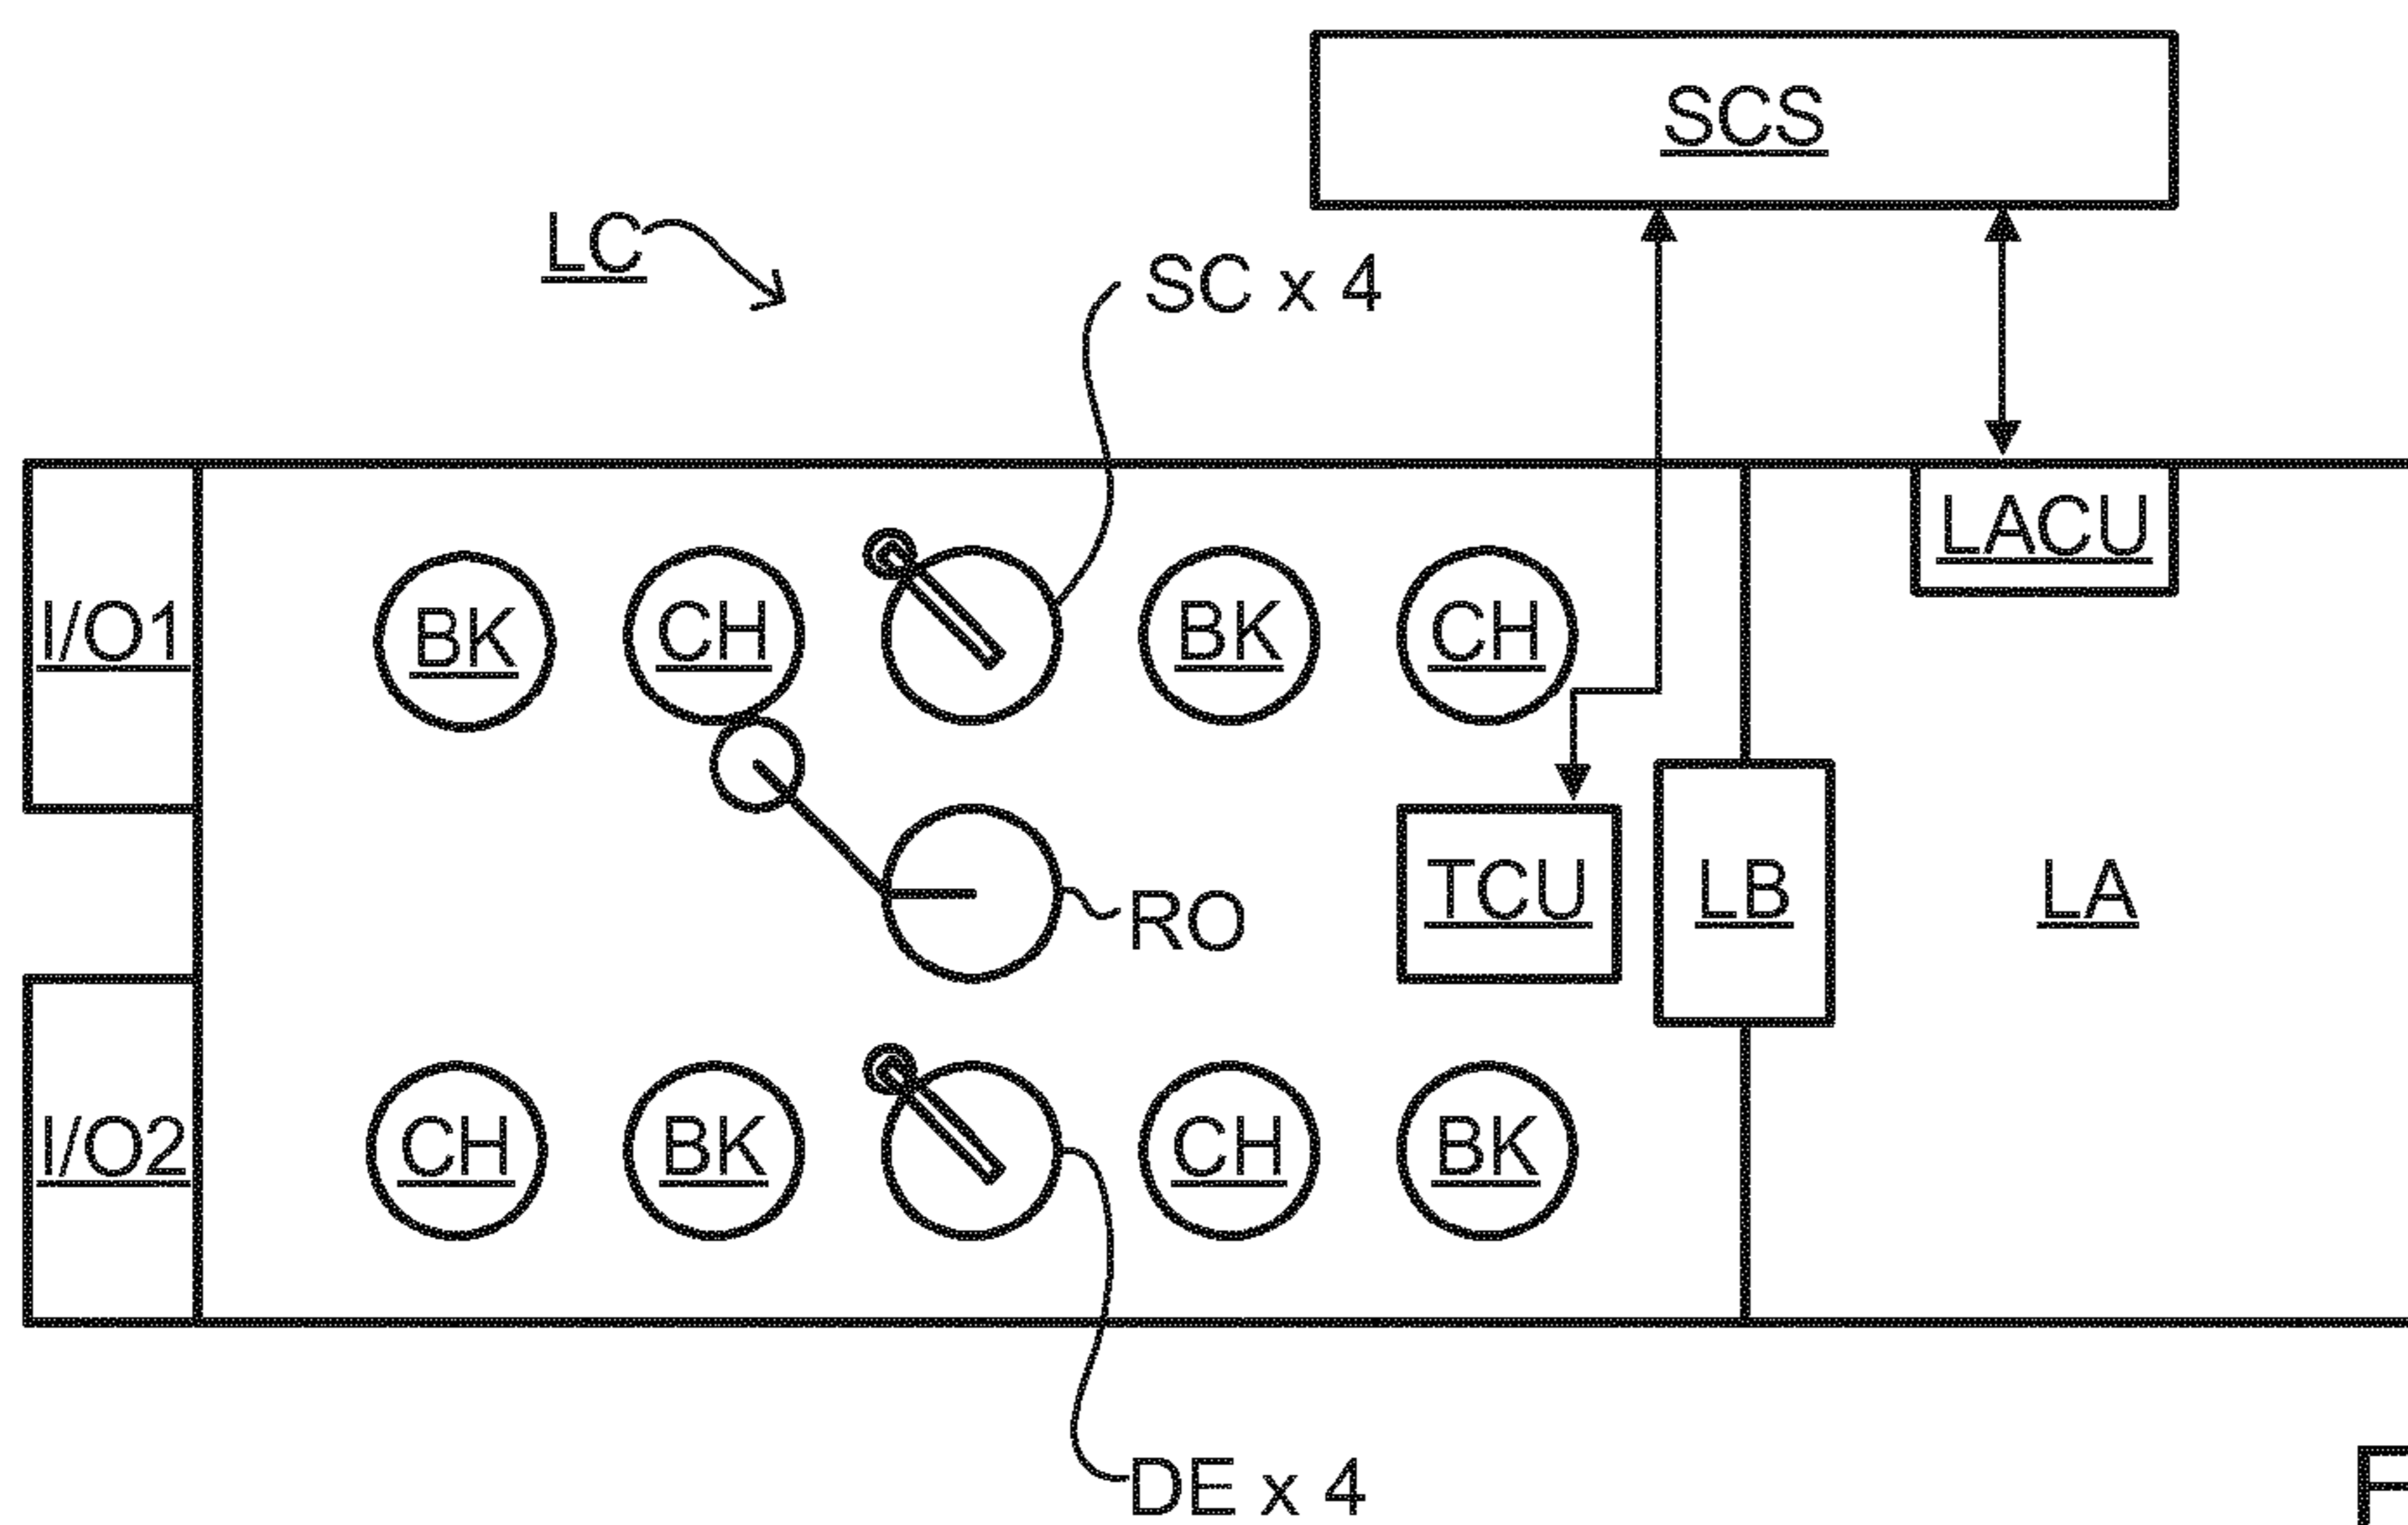 SCS
LC
SC x 4
LACU
I/O1
BK
CH
BK
CH
RO
TCU
LB
LA
I/O2
CH
BK
CH
BK
DE x 4
F